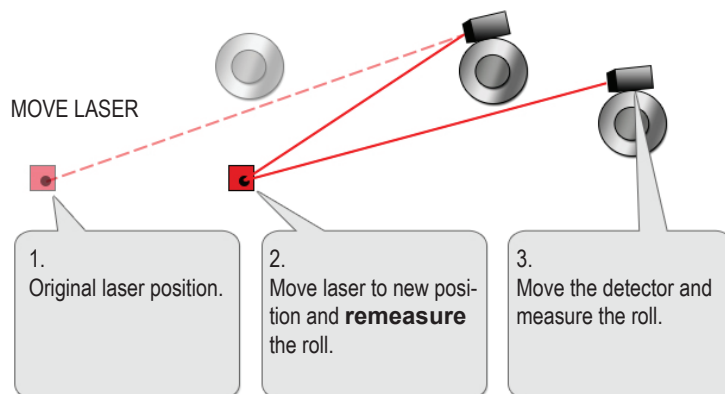 MOVE LASER
1.
Original laser position.
2.
Move laser to new posi-
tion and remeasure
the roll.
3.
Move the detector and
measure the roll.